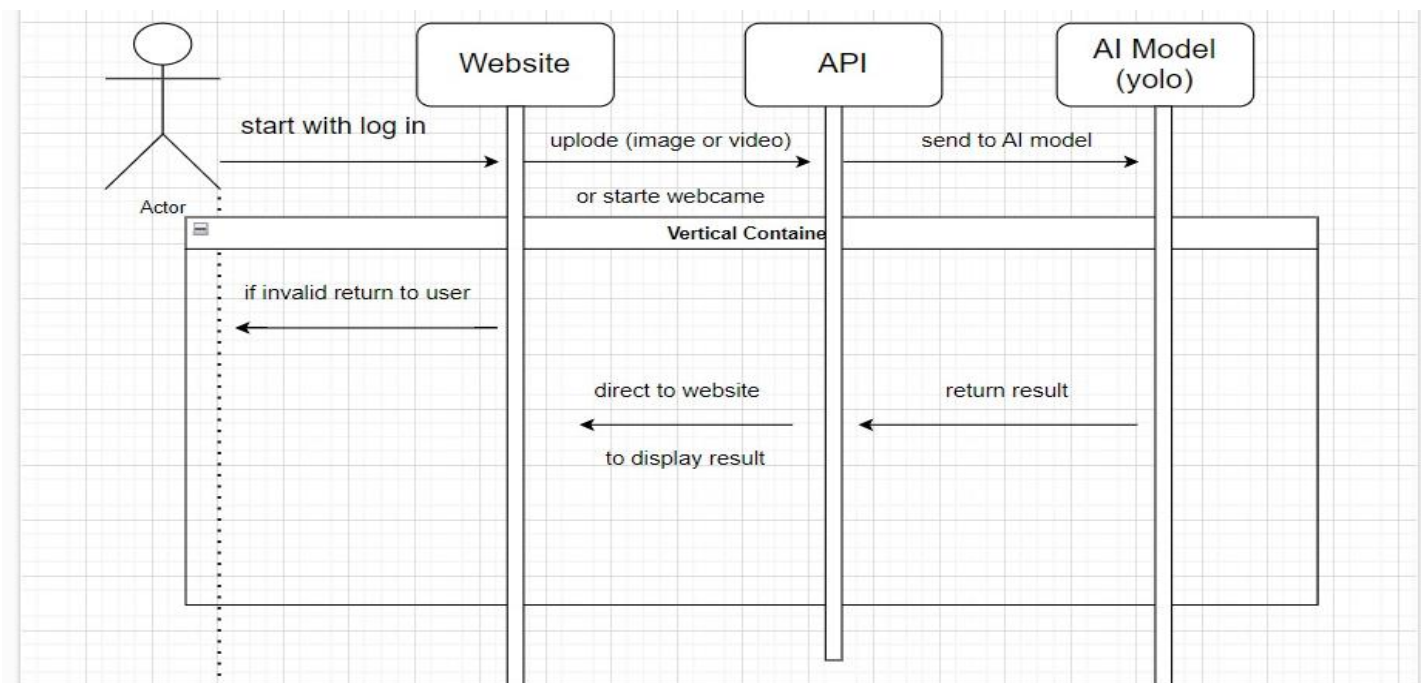 Website
API
AI Model
(yolo)
start with log in
uplode (image or video)
send to AI model
or starte webcame
Actor
Vertical Containe
if invalid return to user
direct to website
return result
to display result